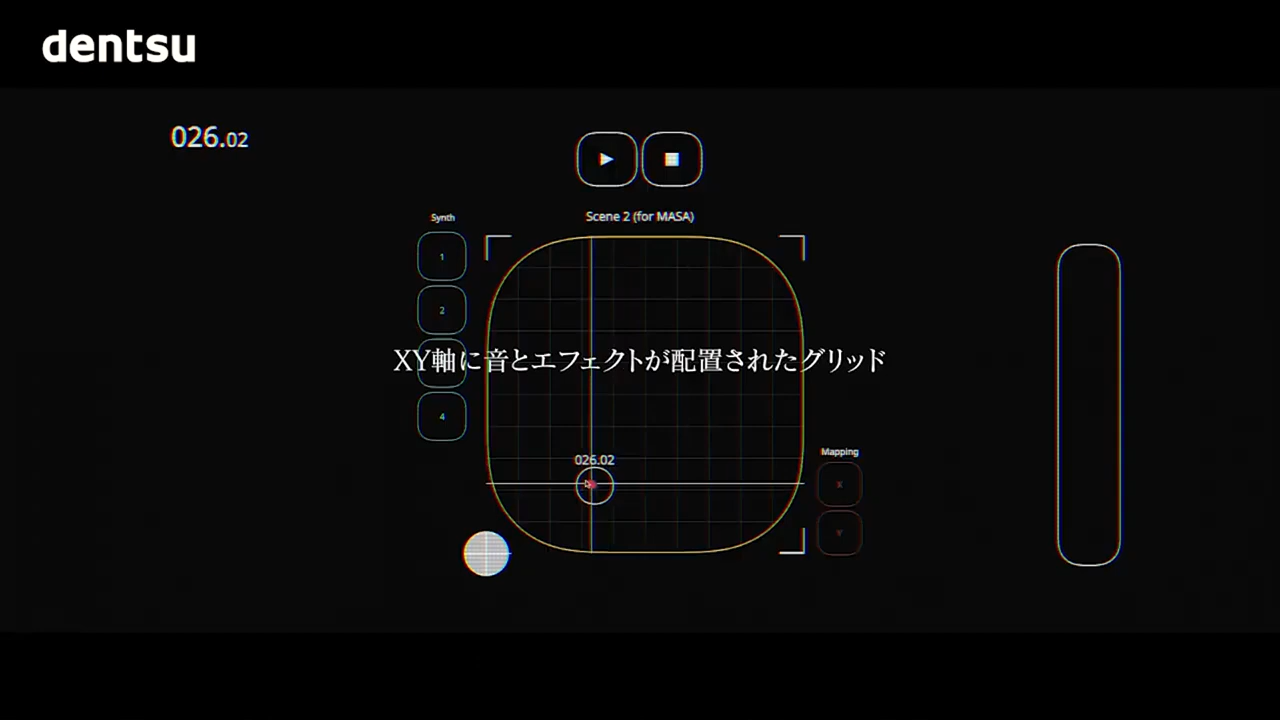 dentsu
026.02
Scene 2 (for MASA)
Synth
1
2
XY軸に音とエフェクトが配置されたグリッド
4
026.02
Mapping
X
Y